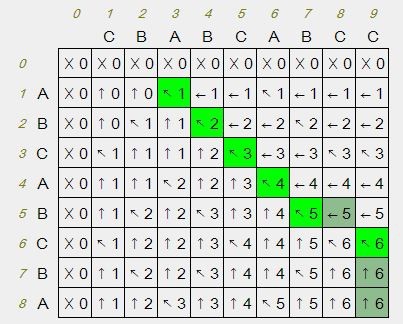 0 1 2 3 4 5 6 7 8 9
C B A B C A B C C
0 X 0 X 0 X 0 X 0 X 0 X 0 X 0 X 0 X 0 X 0
1 A X 0 ↑ 0 ↑ 0 ↖ 1 ← 1 ← 1 ↖ 1 ← 1 ← 1 ← 1
2 B X 0 ↑ 0 ↖ 1 ↑ 1 ↖ 2 ← 2 ← 2 ↖ 2 ← 2 ← 2
3 C X 0 ↖ 1 ↑ 1 ↑ 1 ↑ 2 ↖ 3 ← 3 ← 3 ↖ 3 ↖ 3
4 A X 0 ↑ 1 ↑ 1 ↖ 2 ↑ 2 ↑ 3 ↖ 4 ← 4 ← 4 ← 4
5 B X 0 ↑ 1 ↖ 2 ↑ 2 ↖ 3 ↑ 3 ↑ 4 ↖ 5 ← 5 ← 5
6 C X 0 ↖ 1 ↑ 2 ↑ 2 ↑ 3 ↖ 4 ↑ 4 ↑ 5 ↖ 6 ↖ 6
7 B X 0 ↑ 1 ↖ 2 ↑ 2 ↖ 3 ↑ 4 ↑ 4 ↖ 5 ↑ 6 ↑ 6
8 A X 0 ↑ 1 ↑ 2 ↖ 3 ↑ 3 ↑ 4 ↖ 5 ↑ 5 ↑ 6 ↑ 6